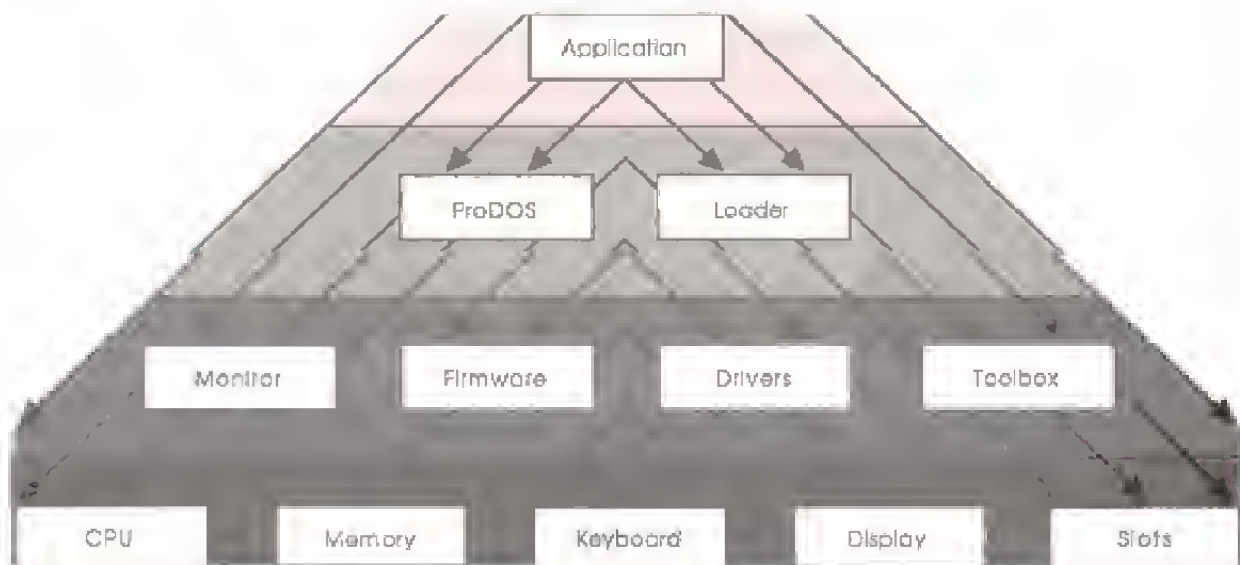 Application
ProDOS
Loader
Monitor
Firmware
Drivers
Toolbox
CPU
Memory
Keyboard
Display
Slots